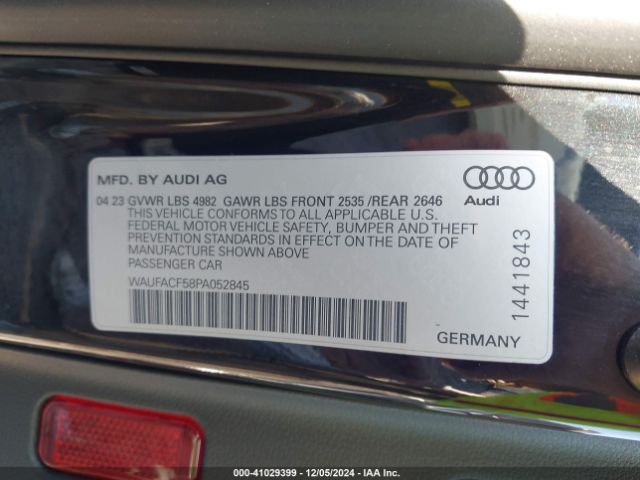 MFD. BY AUDI AG
04 23 GVWR LBS 4982 GAWR LBS FRONT 2535 /REAR 2646
THIS VEHICLE CONFORMS TO ALL APPLICABLE U.S.
FEDERAL MOTOR VEHICLE SAFETY, BUMPER AND THEFT
PREVENTION STANDARDS IN EFFECT ON THE DATE OF
MANUFACTURE SHOWN ABOVE
PASSENGER CAR
WAUFACF58PA052845
Audi
1441843
GERMANY
000-41029399 - 12/05/2024 - IAA Inc.